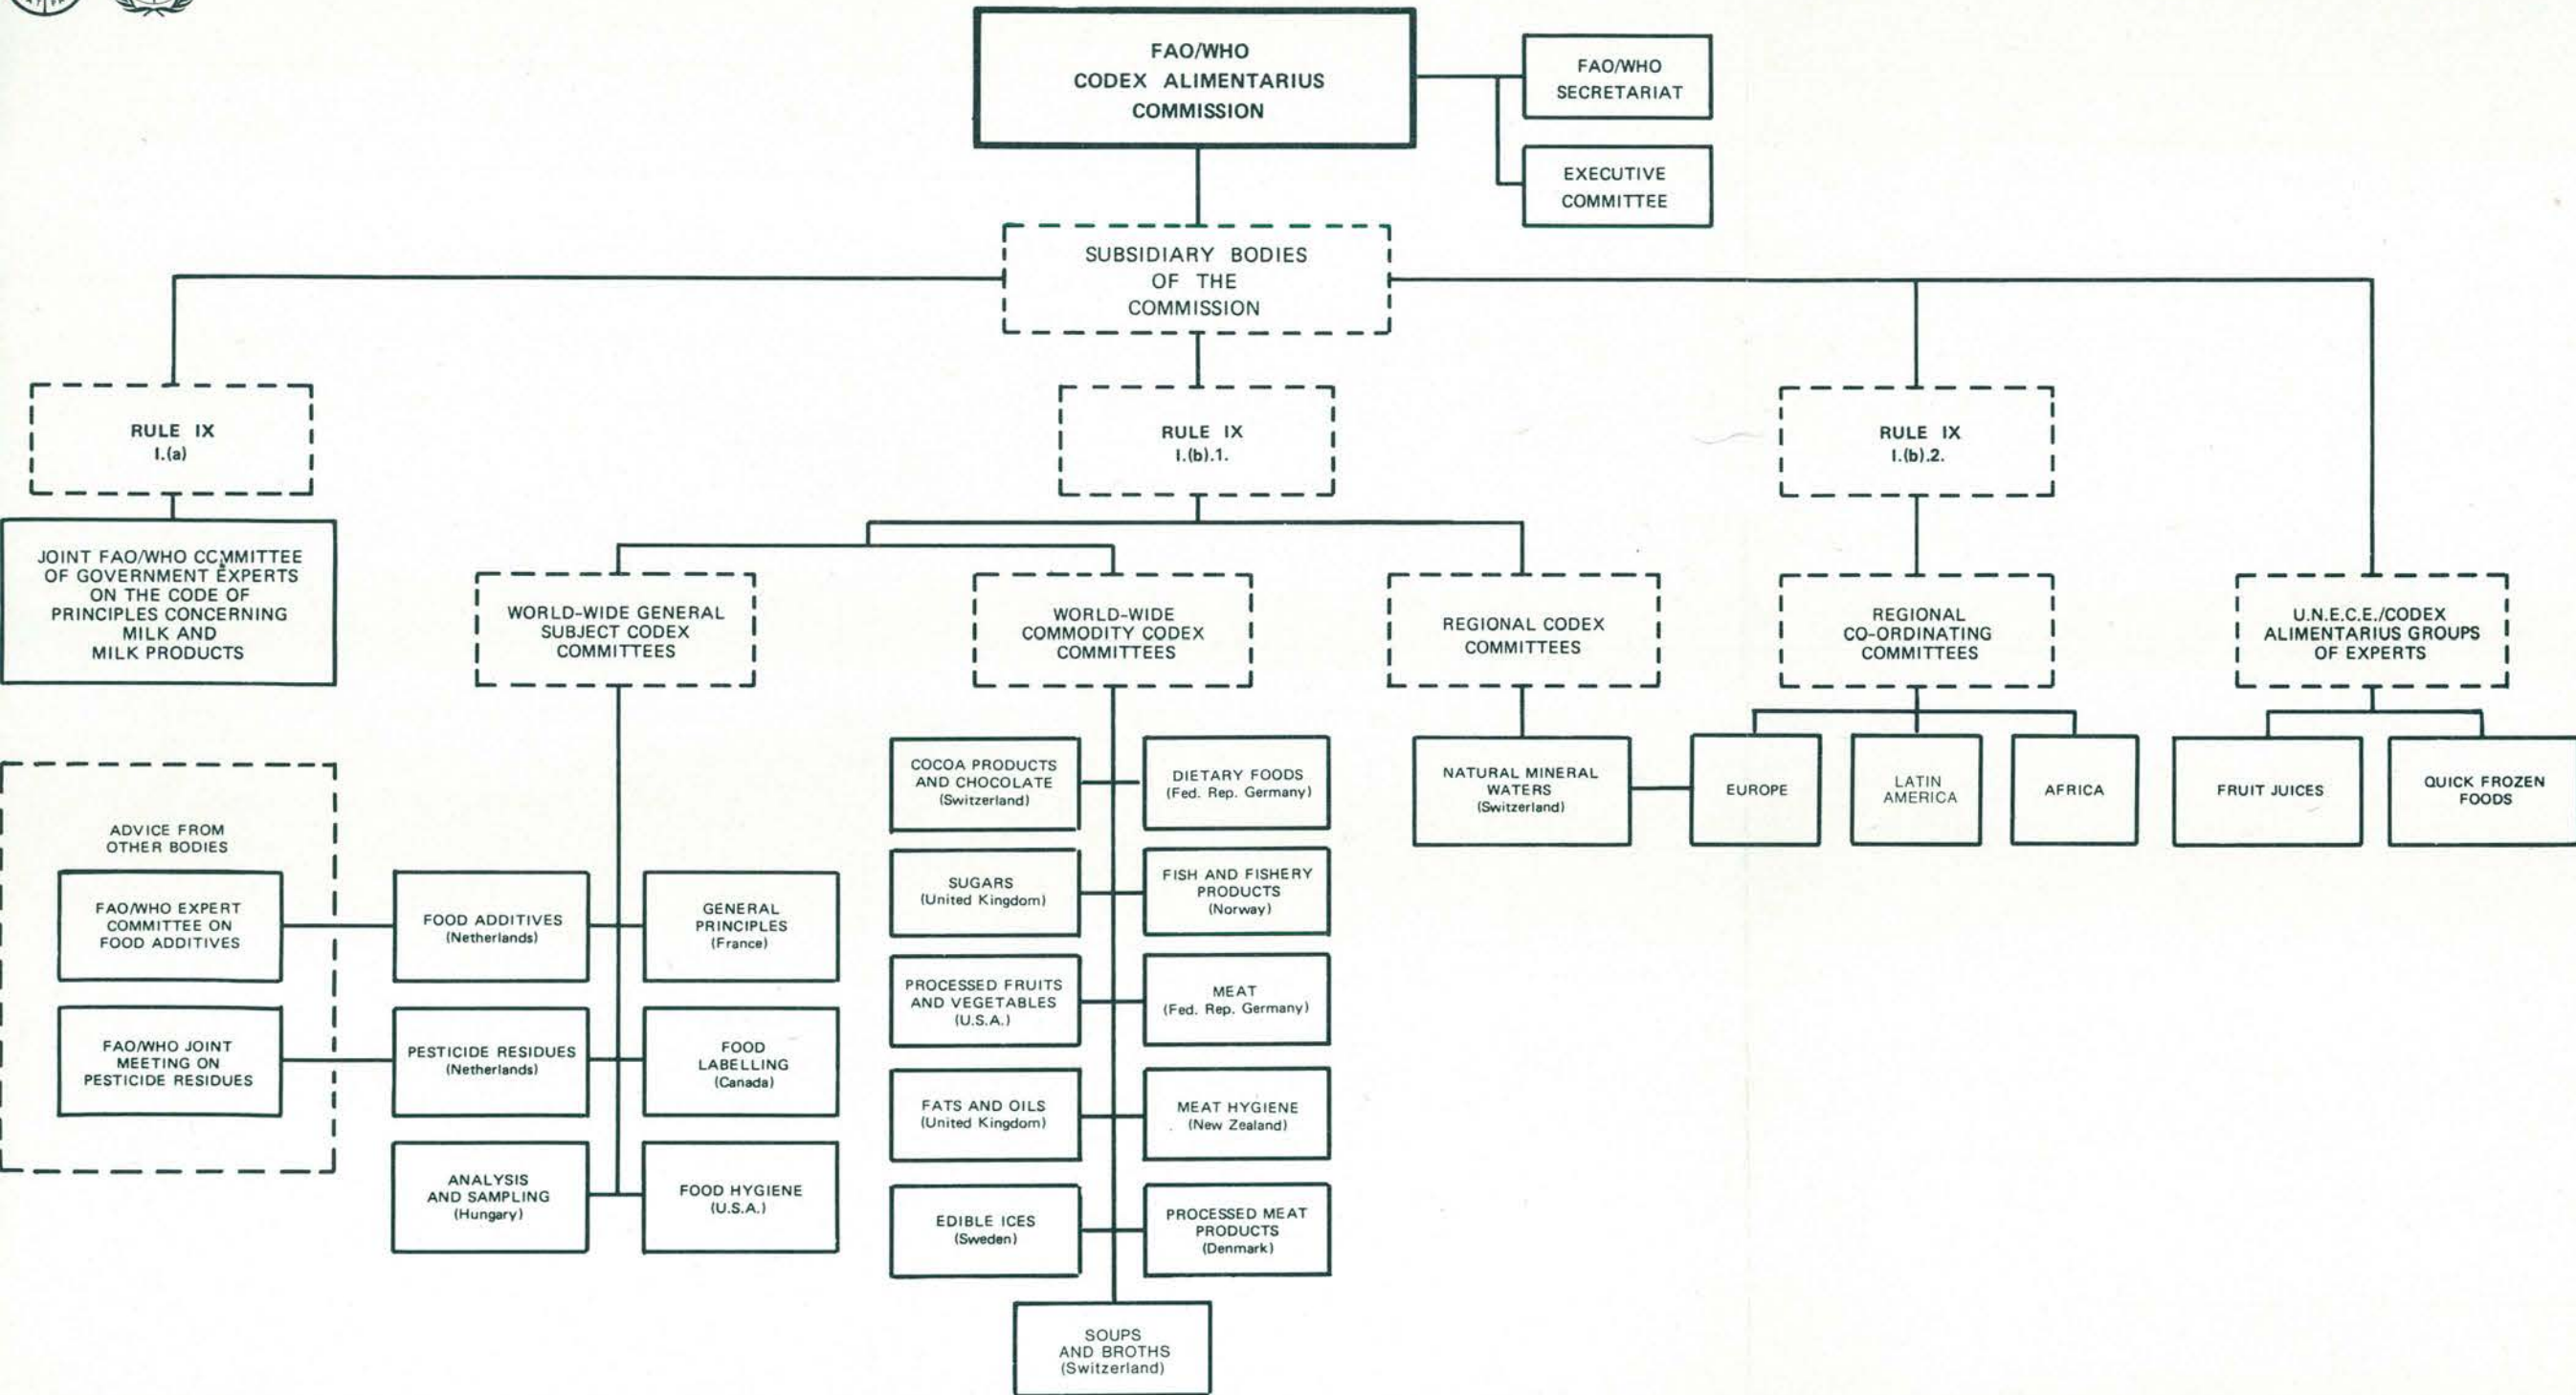 FAO/WHO
CODEX ALIMENTARIUS
COMMISSION
FAO/WHO
SECRETARIAT
EXECUTIVE
COMMITTEE
SUBSIDIARY BODIES
OF THE
COMMISSION
RULE IX
I.(a)
RULE IX
I.(b).1.
RULE IX
I.(b).2.
JOINT FAO/WHO COMMITTEE
OF GOVERNMENT EXPERTS
ON THE CODE OF
PRINCIPLES CONCERNING
MILK AND
MILK PRODUCTS
WORLD-WIDE GENERAL
SUBJECT CODEX
COMMITTEES
WORLD-WIDE
COMMODITY CODEX
COMMITTEES
REGIONAL CODEX
COMMITTEES
REGIONAL
CO-ORDINATING
COMMITTEES
U.N.E.C.E./CODEX
ALIMENTARIUS GROUPS
OF EXPERTS
ADVICE FROM
OTHER BODIES
FAO/WHO EXPERT
COMMITTEE ON
FOOD ADDITIVES
FAO/WHO JOINT
MEETING ON
PESTICIDE RESIDUES
FOOD ADDITIVES
(Netherlands)
GENERAL
PRINCIPLES
(France)
PESTICIDE RESIDUES
(Netherlands)
FOOD
LABELLING
(Canada)
ANALYSIS
AND SAMPLING
(Hungary)
FOOD HYGIENE
(U.S.A.)
COCOA PRODUCTS
AND CHOCOLATE
(Switzerland)
DIETARY FOODS
(Fed. Rep. Germany)
SUGARS
(United Kingdom)
FISH AND FISHERY
PRODUCTS
(Norway)
PROCESSED FRUITS
AND VEGETABLES
(U.S.A.)
MEAT
(Fed. Rep. Germany)
FATS AND OILS
(United Kingdom)
MEAT HYGIENE
(New Zealand)
EDIBLE ICES
(Sweden)
PROCESSED MEAT
PRODUCTS
(Denmark)
SOUPS
AND BROTHS
(Switzerland)
NATURAL MINERAL
WATERS
(Switzerland)
EUROPE
LATIN
AMERICA
AFRICA
FRUIT JUICES
QUICK FROZEN
FOODS